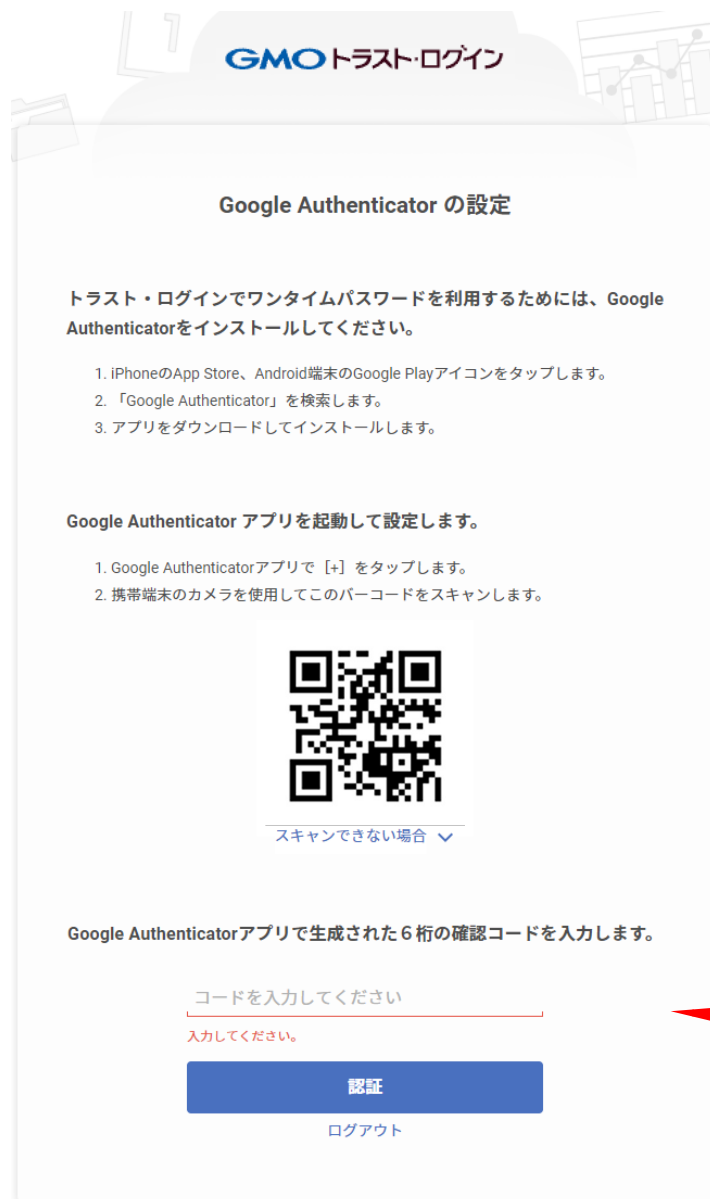 GMOトラスト・ログイン
Google Authenticator の設定
トラスト・ログインでワンタイムパスワードを利用するためには、Google
Authenticatorをインストールしてください。
1. iPhoneのApp Store、Android端末のGoogle Playアイコンをタップします。
2. 「Google Authenticator」を検索します。
3. アプリをダウンロードしてインストールします。
Google Authenticator アプリを起動して設定します。
1. Google Authenticatorアプリで［+］をタップします。
2. 携帯端末のカメラを使用してこのバーコードをスキャンします。
スキャンできない場合
Google Authenticatorアプリで生成された６桁の確認コードを入力します。
コードを入力してください
入力してください。
認証
ログアウト